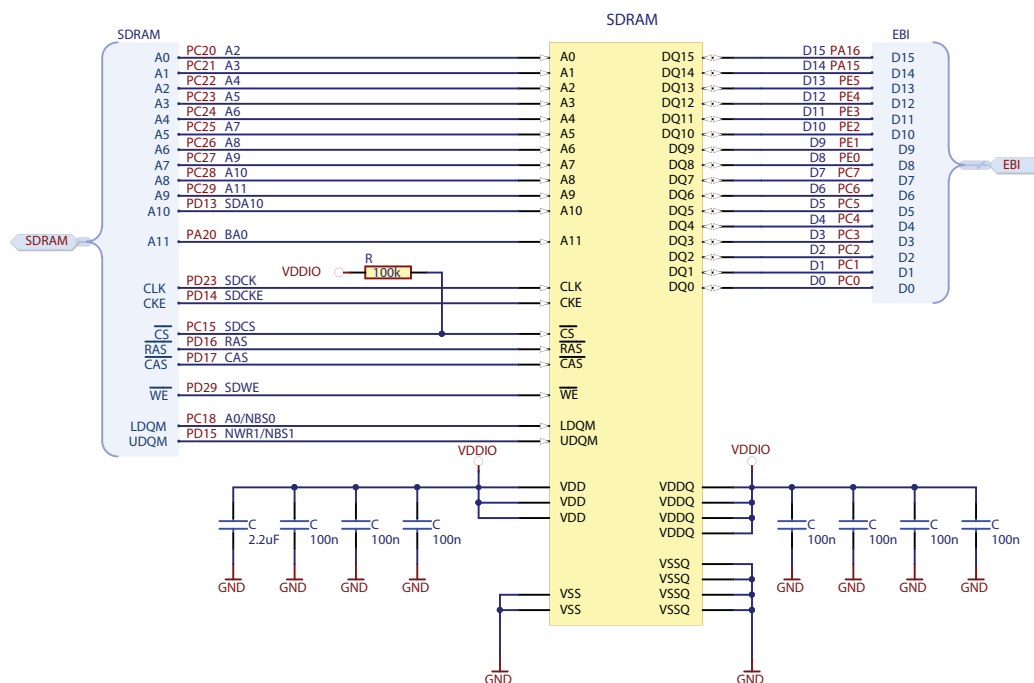 SDRAM
SDRAM EBI
A0 PC20 A2 A0 DQ15 D15 PA16 D15
A1 PC21 A3 A1 DQ14 D14 PA15 D14
A2 PC22 A4 A2 DQ13 D13 PE5 D13
A3 PC23 A5 A3 DQ12 D12 PE4 D12
A4 PC24 A6 A4 DQ11 D11 PE3 D11
A5 PC25 A7 A5 DQ10 D10 PE2 D10
A6 PC26 A8 A6 DQ9 D9 PE1 D9
A7 PC27 A9 A7 DQ8 D8 PE0 D8
A8 PC28 A10 A8 DQ7 D7 PC7 D7
A9 PC29 A11 A9 DQ6 D6 PC6 D6
A10 PD13 SDA10 A10 DQ5 D5 PC5 D5
DQ4 D4 PC4 D4
SDRAM A11 PA20 BA0 A11 DQ3 D3 PC3 D3
DQ2 D2 PC2 D2
EBI
R
VDDIO 100k DQ1 D1 PC1 D1
CLK PD23 SDCK CLK DQ0 D0 PC0 D0
CKE PD14 SDCKE CKE
CS PC15 SDCS CS
RAS PD16 RAS RAS
CAS PD17 CAS CAS
WE PD29 SDWE WE
LDQM PC18 A0/NBS0 LDQM
UDQM PD15 NWR1/NBS1 UDQM
VDDIO VDDIO
VDD VDDQ
VDD VDDQ
VDD VDDQ
VDDQ
C C C C C C C C
2.2uF 100n 100n 100n 100n 100n 100n 100n
VSSQ
VSSQ
GND GND GND GND GND GND GND GND
VSS VSSQ
VSS VSSQ
GND GND